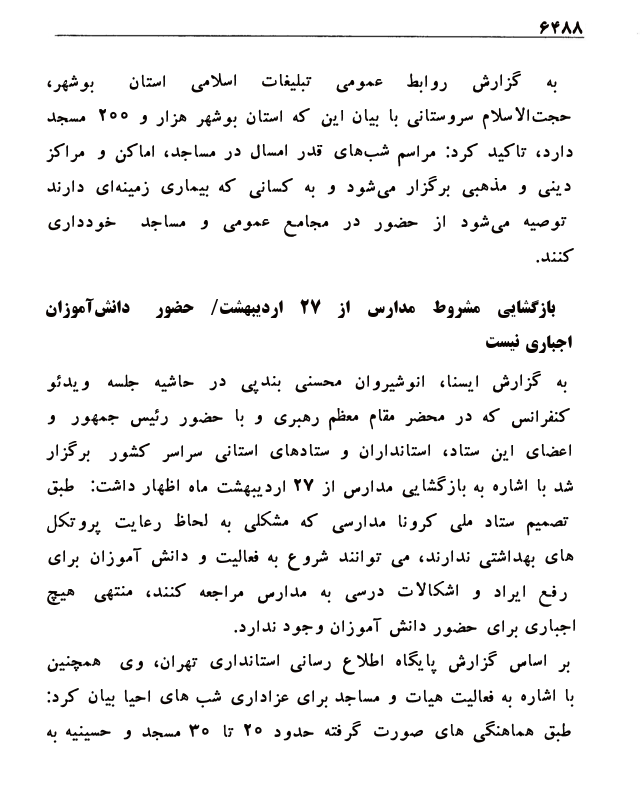 ۶۴۸۸
به گزارش روابط عمومی تبلیغات اسلامی استان بوشهر،
حجت‌الاسلام سروستانی با بیان این که استان بوشهر هزار و ۲۰۰ مسجد
دارد، تاکید کرد: مراسم شب‌های قدر امسال در مساجد، اماکن و مراکز
دینی و مذهبی برگزار می‌شود و به کسانی که بیماری زمینه‌ای دارند
توصیه می‌شود از حضور در مجامع عمومی و مساجد خودداری
کنند.
بازگشایی مشروط مدارس از ۲۷ اردیبهشت/ حضور دانش‌آموزان
اجباری نیست
به گزارش ایسنا، انوشیروان محسنی بندپی در حاشیه جلسه ویدئو
کنفرانس که در محضر مقام معظم رهبری و با حضور رئیس جمهور و
اعضای این ستاد، استانداران و ستادهای استانی سراسر کشور برگزار
شد با اشاره به بازگشایی مدارس از ۲۷ اردیبهشت ماه اظهار داشت: طبق
تصمیم ستاد ملی کرونا مدارسی که مشکلی به لحاظ رعایت پروتکل
های بهداشتی ندارند، می توانند شروع به فعالیت و دانش آموزان برای
رفع ایراد و اشکالات درسی به مدارس مراجعه کنند، منتهی هیچ
اجباری برای حضور دانش آموزان وجود ندارد.
بر اساس گزارش پایگاه اطلاع رسانی استانداری تهران، وی همچنین
با اشاره به فعالیت هیات و مساجد برای عزاداری شب های احیا بیان کرد:
طبق هماهنگی های صورت گرفته حدود ۲۰ تا ۳۰ مسجد و حسینیه به